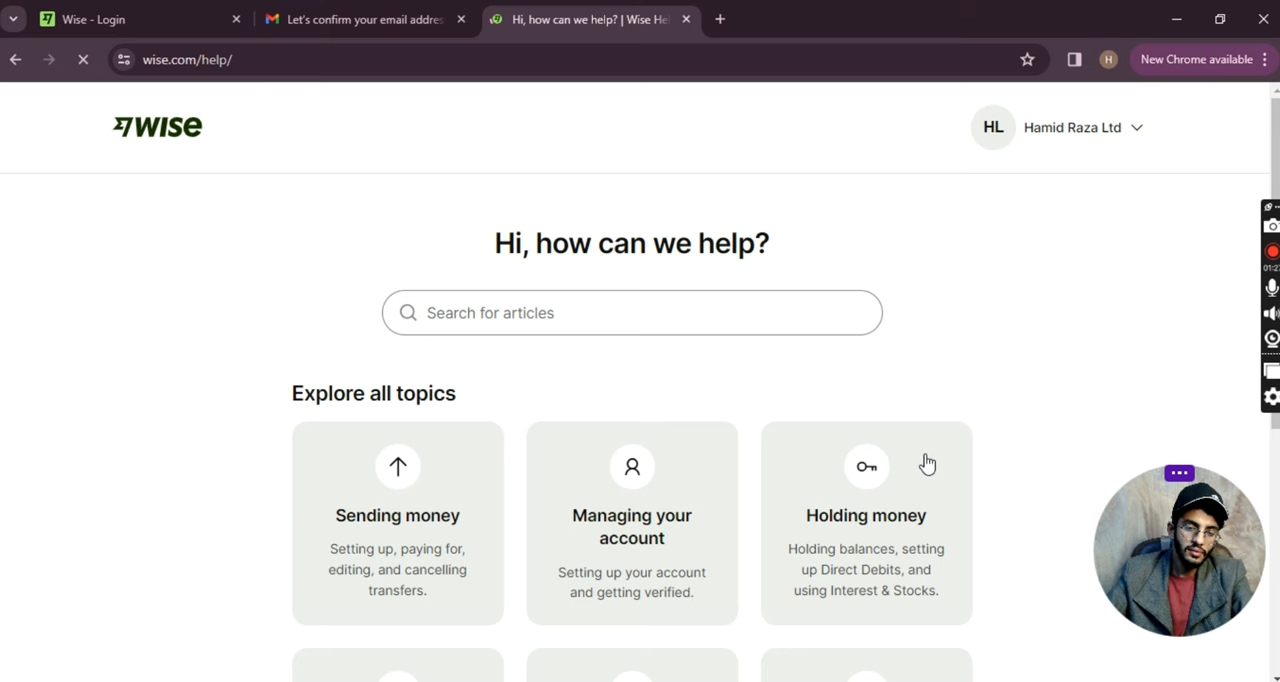 Wise - Login
Let's confirm your email addres
Hi, how can we help? | Wise He
wise.com/help/
H
New Chrome available
WISE
HL
Hamid Raza Ltd
Hi, how can we help?
Search for articles
Explore all topics
Sending money
Setting up, paying for,
editing, and cancelling
transfers.
Managing your
account
Setting up your account
and getting verified.
Holding money
Holding balances, setting
up Direct Debits, and
using Interest & Stocks.